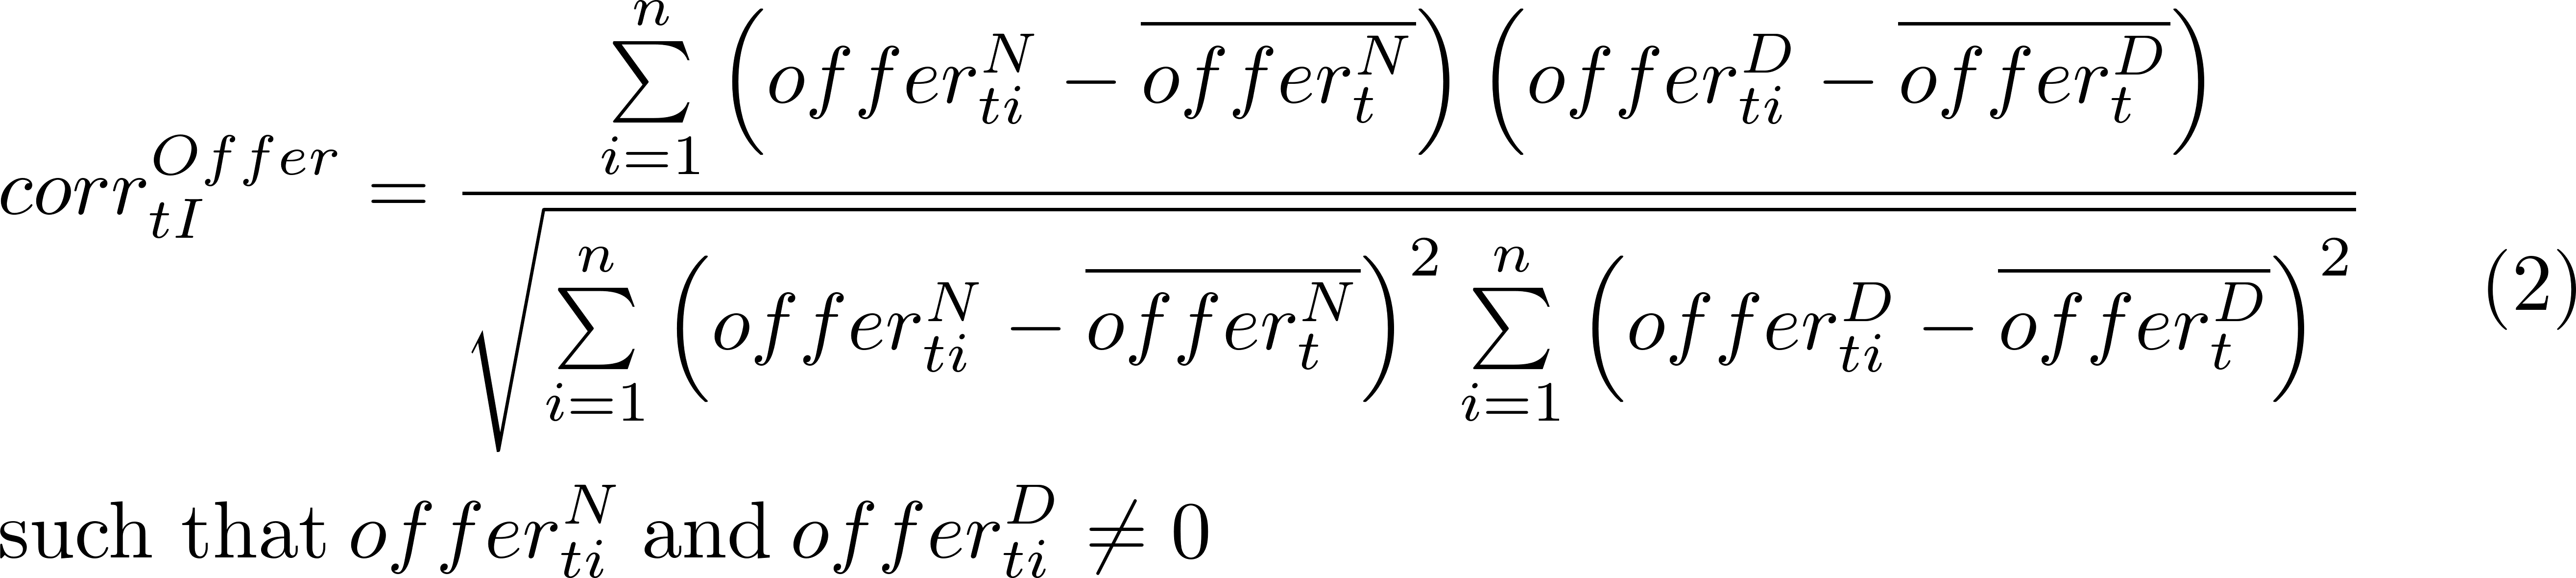 corr_{tI}^{Offer} = \frac{\sum_{i=1}^{n} \left( offer_{ti}^{N} - \overline{offer_{t}^{N}} \right) \left( offer_{ti}^{D} - \overline{offer_{t}^{D}} \right)}{\sqrt{\sum_{i=1}^{n} \left( offer_{ti}^{N} - \overline{offer_{t}^{N}} \right)^2 \sum_{i=1}^{n} \left( offer_{ti}^{D} - \overline{offer_{t}^{D}} \right)^2}} (2)
such that offer_{ti}^{N} and offer_{ti}^{D} ≠ 0